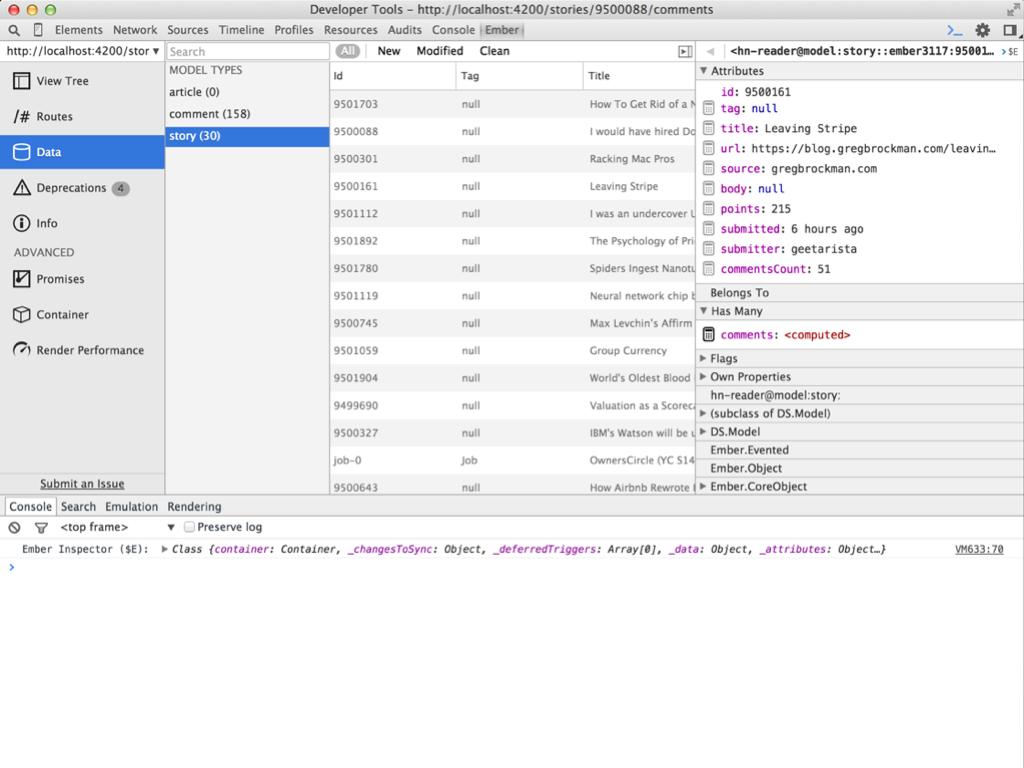 Developer Tools - http://localhost:4200/stories/9500088/comments
Elements Network Sources Timeline Profiles Resources Audits Console Ember
http://localhost:4200/stor ▼
View Tree
/# Routes
Data
Deprecations 4
Info
ADVANCED
Promises
Container
Render Performance
Submit an Issue
Search
MODEL TYPES
article (0)
comment (158)
story (30)
All New Modified Clean
Id Tag Title
9501703 null How To Get Rid of a N
9500088 null I would have hired Do
9500301 null Racking Mac Pros
9500161 null Leaving Stripe
9501112 null I was an undercover U
9501892 null The Psychology of Pri
9501780 null Spiders Ingest Nanotu
9501119 null Neural network chip b
9500745 null Max Levchin's Affirm
9501059 null Group Currency
9501904 null World's Oldest Blood
9499690 null Valuation as a Scoreca
9500327 null IBM's Watson will be u
job-0 Job OwnersCircle (YC S14
9500643 null How Airbnb Rewrote
<hn-reader@model:story::ember3117:95001… >$E
Attributes
id: 9500161
tag: null
title: Leaving Stripe
url: https://blog.gregbrockman.com/leavin…
source: gregbrockman.com
body: null
points: 215
submitted: 6 hours ago
submitter: geetarista
commentsCount: 51
Belongs To
Has Many
comments: <computed>
Flags
Own Properties
hn-reader@model:story:
(subclass of DS.Model)
DS.Model
Ember.Evented
Ember.Object
Ember.CoreObject
Console Search Emulation Rendering
<top frame> ▼ Preserve log
Ember Inspector ($E): ▶ Class {container: Container, _changesToSync: Object, _deferredTriggers: Array[0], _data: Object, _attributes: Object…} VM633:70
>